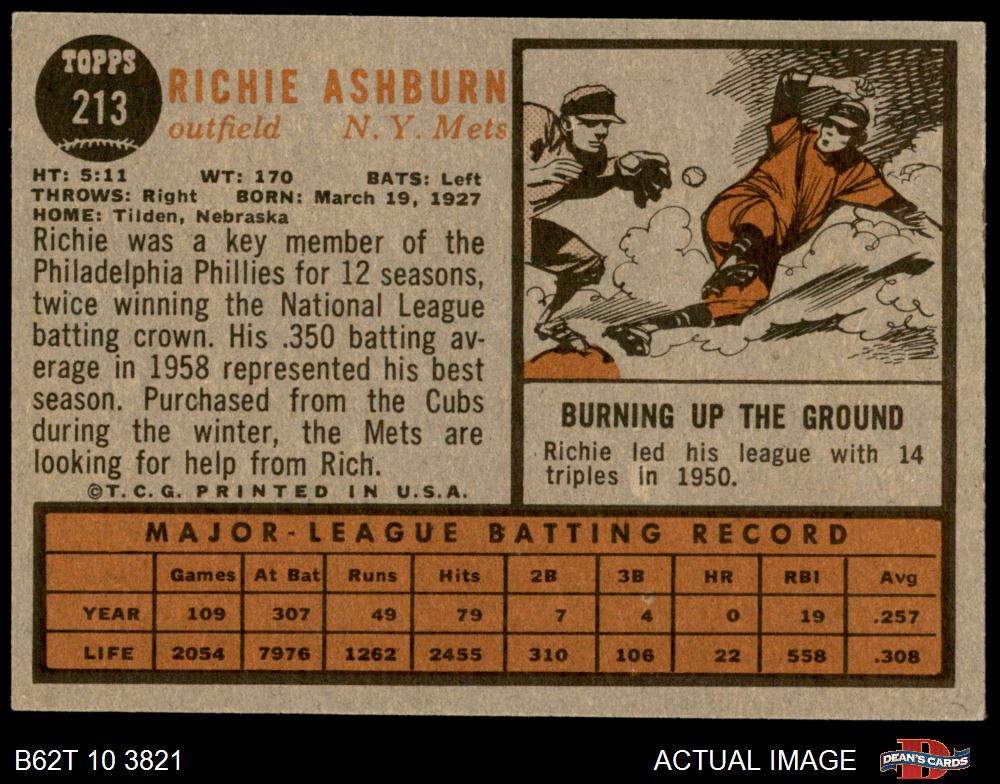 TOPPS
213
RICHIE ASHBURN
outfield N. Y. Mets
HT: 5:11 WT: 170 BATS: Left
THROWS: Right BORN: March 19, 1927
HOME: Tilden, Nebraska
Richie was a key member of the
Philadelphia Phillies for 12 seasons,
twice winning the National League
batting crown. His .350 batting av-
erage in 1958 represented his best
season. Purchased from the Cubs
during the winter, the Mets are
looking for help from Rich.
©T.C.G. PRINTED IN U.S.A.
BURNING UP THE GROUND
Richie led his league with 14
triples in 1950.
MAJOR-LEAGUE BATTING RECORD
Games At Bat Runs Hits 2B 3B HR RBI Avg
YEAR 109 307 49 79 7 4 0 19 .257
LIFE 2054 7976 1262 2455 310 106 22 558 .308
B62T 10 3821 ACTUAL IMAGE DEAN'S CARDS